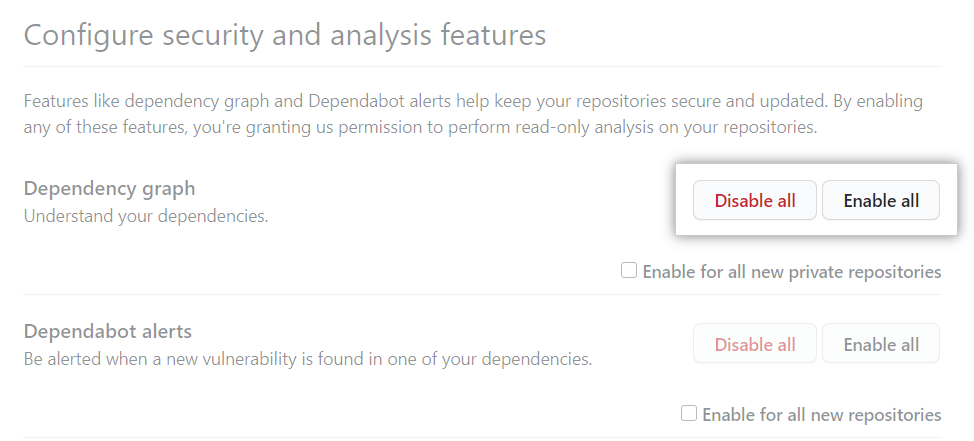 Configure security and analysis features
Features like dependency graph and Dependabot alerts help keep your repositories secure and updated. By enabling
any of these features, you're granting us permission to perform read-only analysis on your repositories.
Dependency graph
Understand your dependencies.
Disable all
Enable all
Enable for all new private repositories
Dependabot alerts
Be alerted when a new vulnerability is found in one of your dependencies.
Disable all
Enable all
Enable for all new repositories